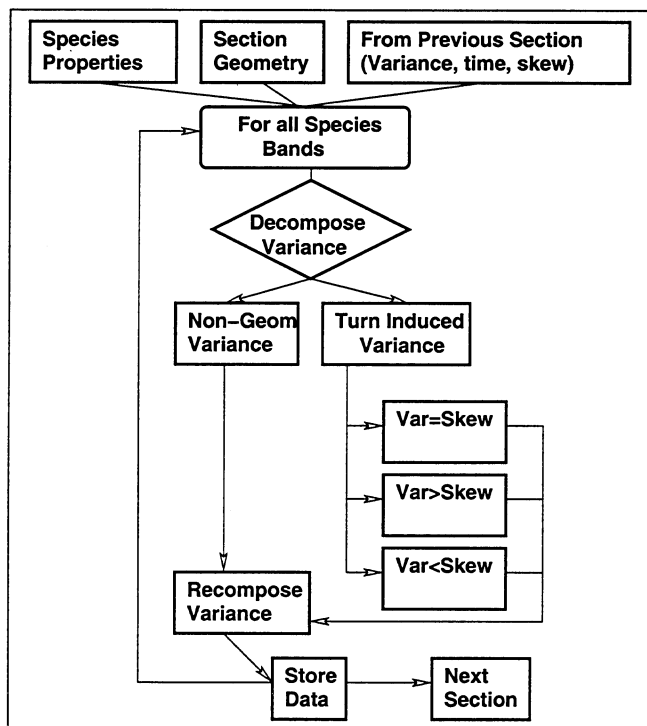 Species
Properties
Section
Geometry
From Previous Section
(Variance, time, skew)
For all Species
Bands
Decompose
Variance
Non-Geom
Variance
Turn Induced
Variance
Var=Skew
Var>Skew
Var<Skew
Recompose
Variance
Store
Data
Next
Section